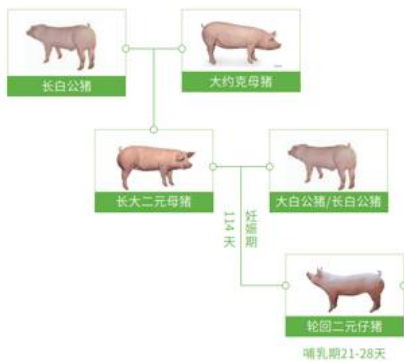 长白公猪
大约克母猪
长大二元母猪
大白公猪/长白公猪
妊娠期
114天
轮回二元仔猪
哺乳期21-28天